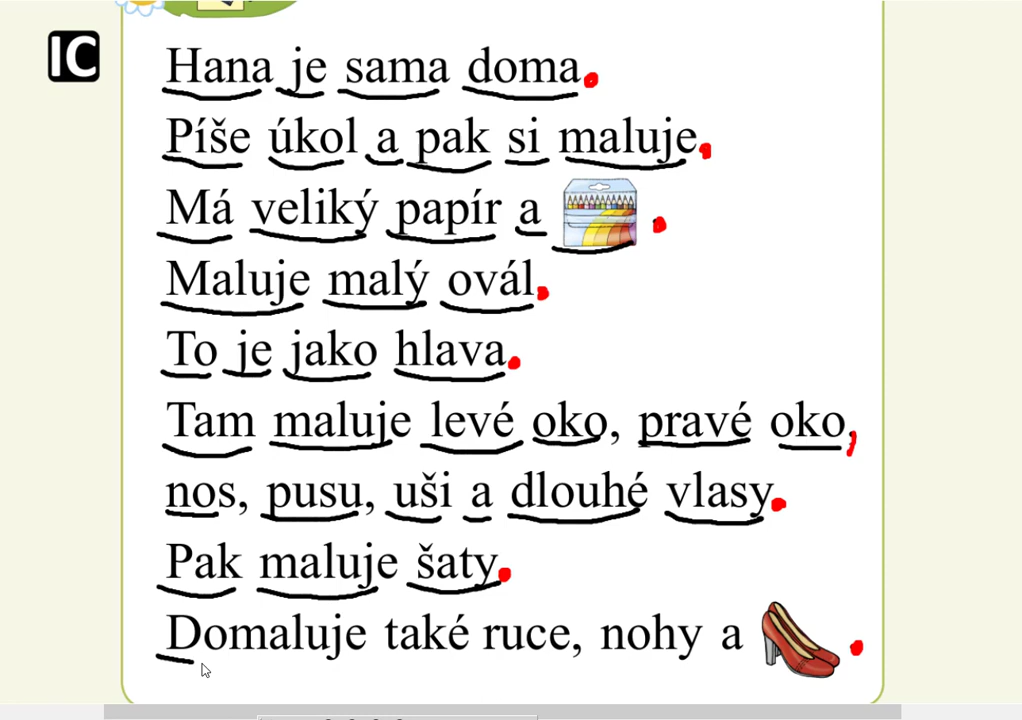 IC
Hana je sama doma.
Píše úkol a pak si maluje.
Má veliký papír a .
Maluje malý ovál.
To je jako hlava.
Tam maluje levé oko, pravé oko,
nos, pusu, uši a dlouhé vlasy.
Pak maluje šaty.
Domaluje také ruce, nohy a .